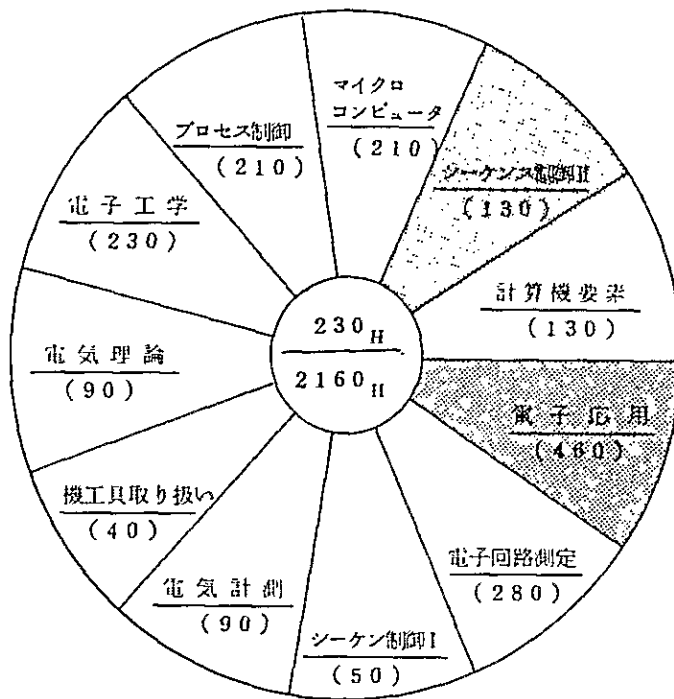 マイクロ
コンピュータ
(210)
シーケンス制御II
(130)
計算機要素
(130)
電子応用
(460)
電子回路測定
(280)
シーケン制御I
(50)
電気計測
(90)
機工具取り扱い
(40)
電気理論
(90)
電子工学
(230)
プロセス制御
(210)
230H
2160H